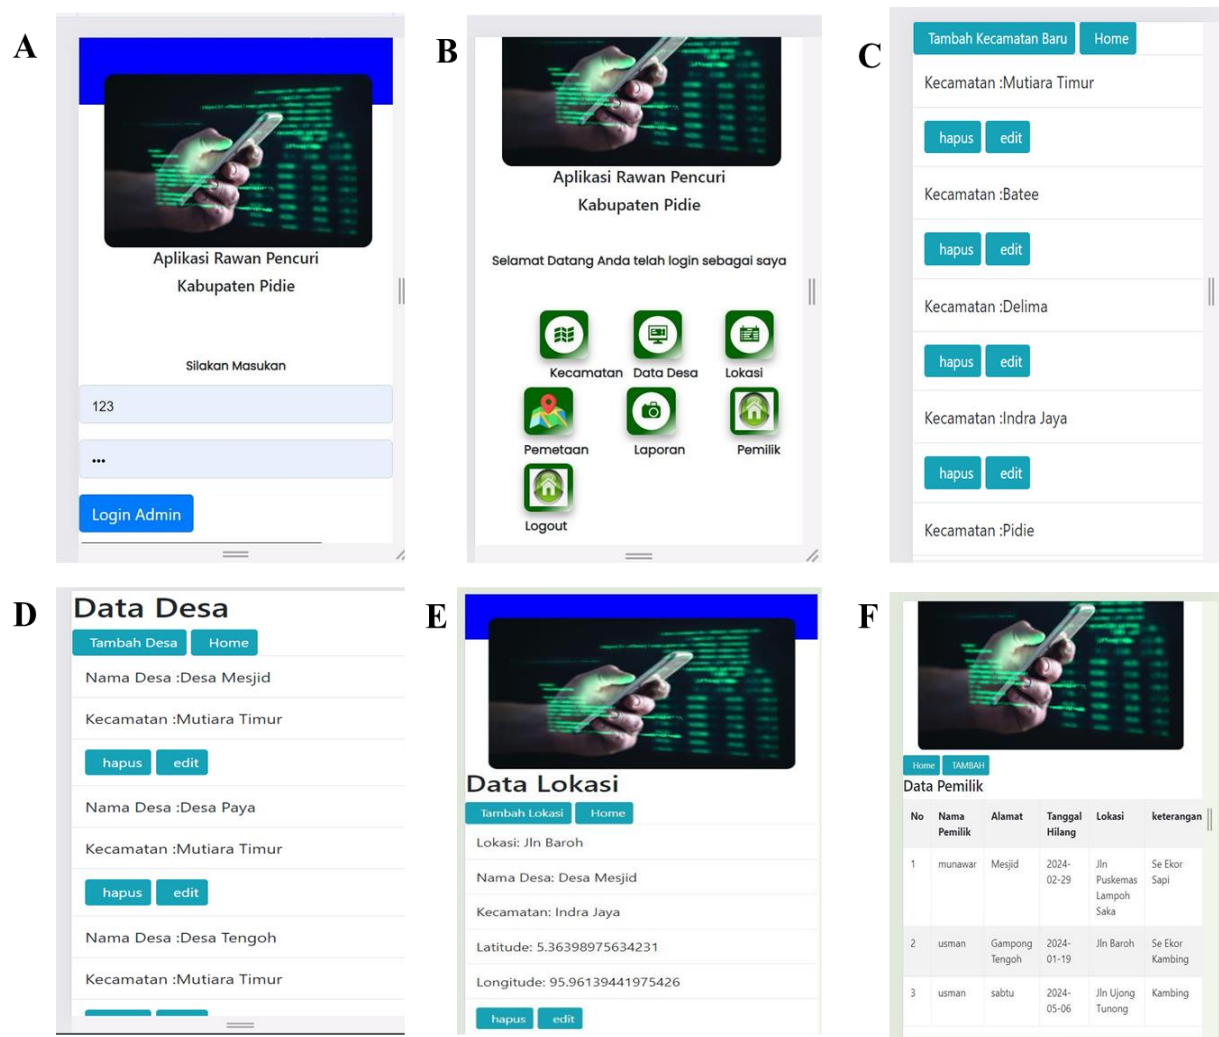 A
Aplikasi Rawan Pencuri
Kabupaten Pidie
Silakan Masukan
123
•••
Login Admin
B
Aplikasi Rawan Pencuri
Kabupaten Pidie
Selamat Datang Anda telah login sebagai saya
Kecamatan Data Desa Lokasi
Pemetaan Laporan Pemilik
Logout
C
Tambah Kecamatan Baru Home
Kecamatan :Mutiara Timur
hapus edit
Kecamatan :Batee
hapus edit
Kecamatan :Delima
hapus edit
Kecamatan :Indra Jaya
hapus edit
Kecamatan :Pidie
D
Data Desa
Tambah Desa Home
Nama Desa :Desa Mesjid
Kecamatan :Mutiara Timur
hapus edit
Nama Desa :Desa Paya
Kecamatan :Mutiara Timur
hapus edit
Nama Desa :Desa Tengoh
Kecamatan :Mutiara Timur
E
Data Lokasi
Tambah Lokasi Home
Lokasi: Jln Baroh
Nama Desa: Desa Mesjid
Kecamatan: Indra Jaya
Latitude: 5.36398975634231
Longitude: 95.96139441975426
hapus edit
F
Home TAMBAH
Data Pemilik
No Nama Alamat Tanggal Lokasi keterangan
Pemilik Hilang
1 munawar Mesjid 2024- Jln Se Ekor
02-29 Puskemas Sapi
Lampoh
Saka
2 usman Gampong 2024- Jln Baroh Se Ekor
Tengoh 01-19 Kambing
3 usman sabtu 2024- Jln Ujong Kambing
05-06 Tunong